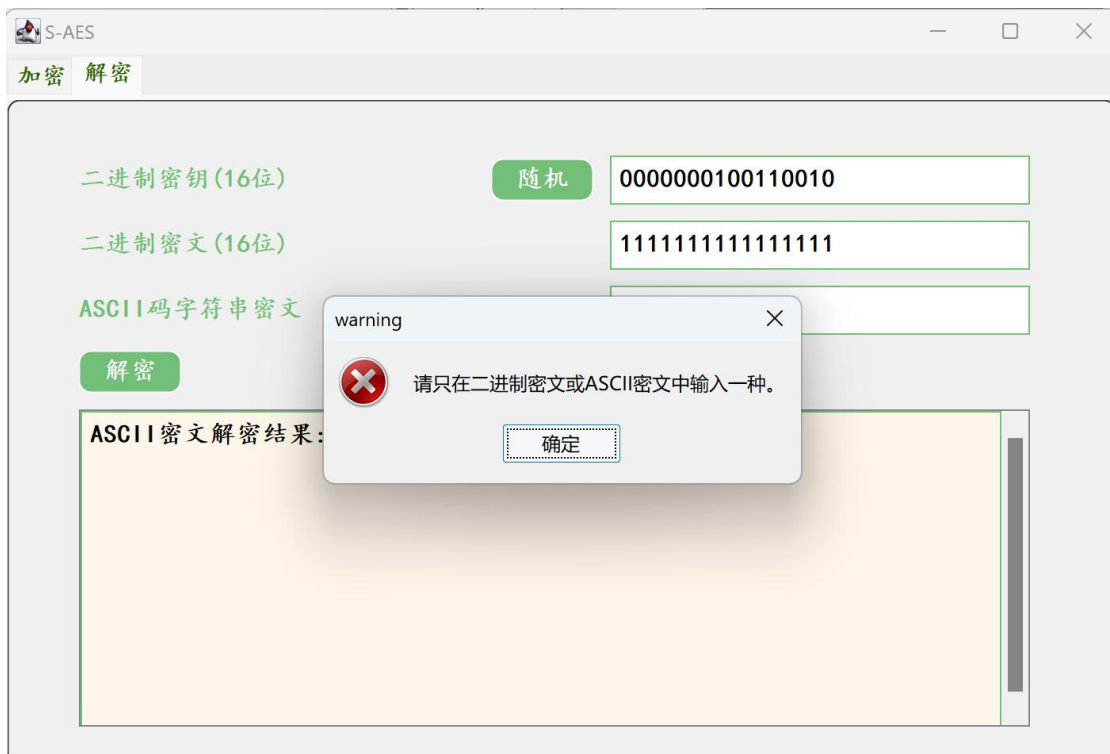 S-AES
加密 解密
二进制密钥(16位) 随机 0000000100110010
二进制密文(16位) 1111111111111111
ASCII码字符串密文
warning
请只在二进制密文或ASCII密文中输入一种。
确定
解密
ASCII密文解密结果: